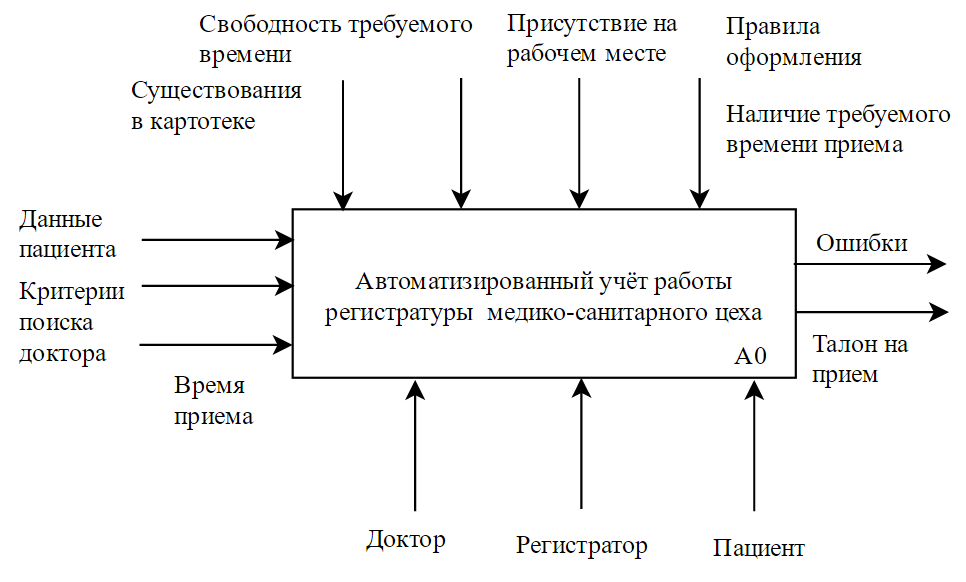 Свободность требуемого
времени
Присутствие на
рабочем месте
Правила
оформления
Существования
в картотеке
Наличие требуемого
времени приема
Данные
пациента
Критерии
поиска
доктора
Время
приема
Автоматизированный учёт работы
регистратуры медико-санитарного цеха
А0
Ошибки
Талон на
прием
Доктор
Регистратор
Пациент